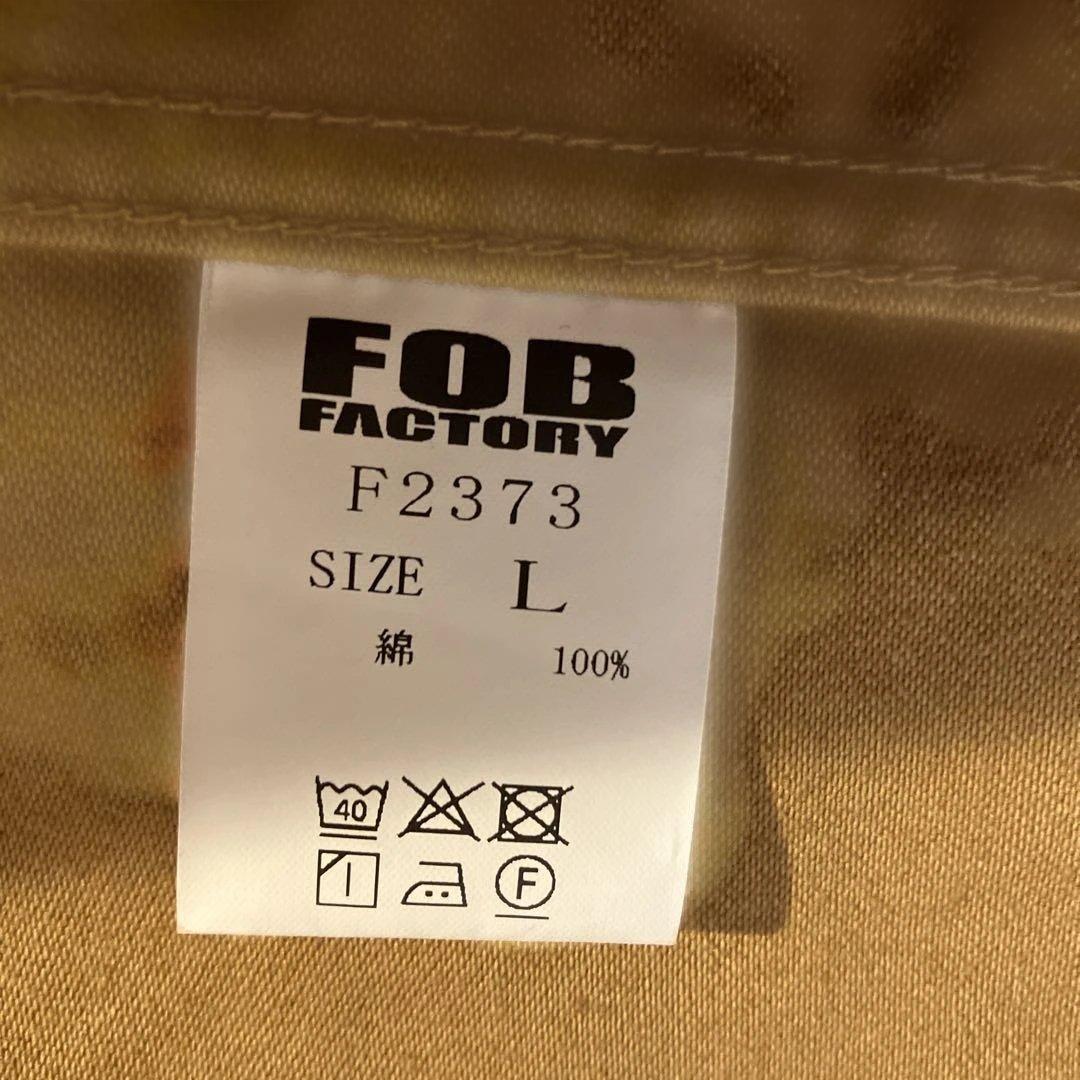 FOB
FACTORY
F2373
SIZE L
綿 100%
40
F